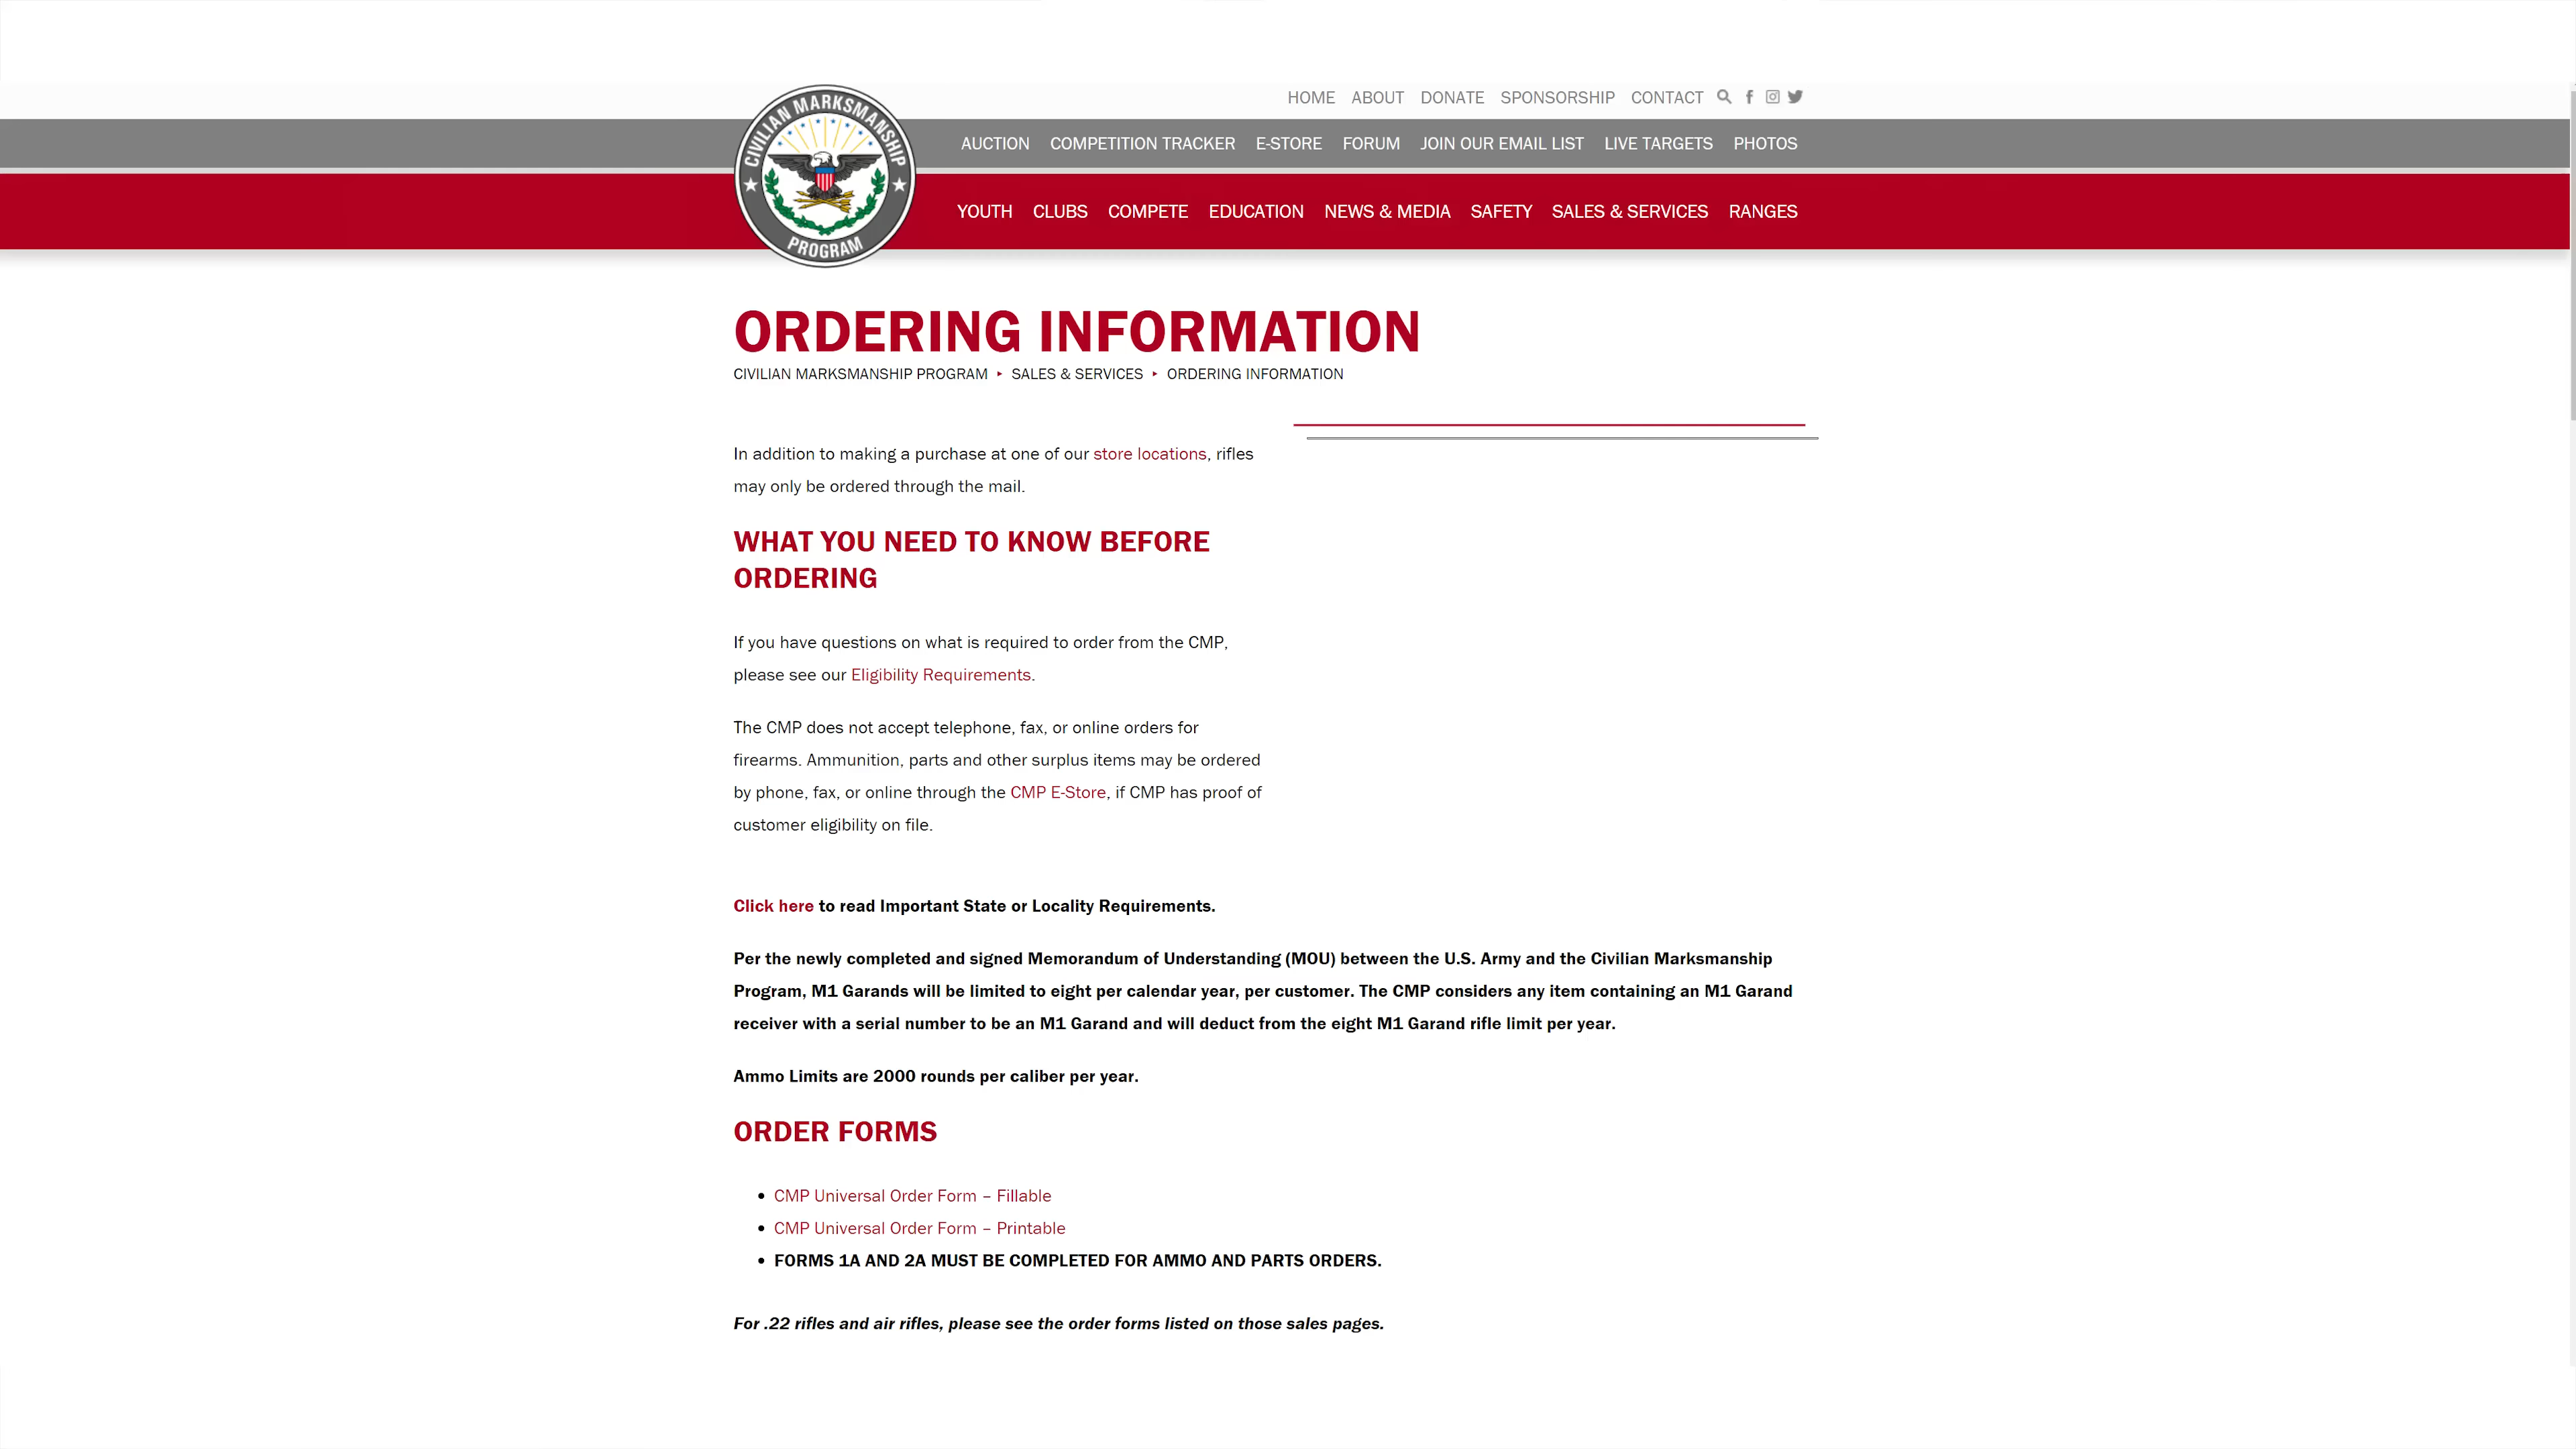 HOME ABOUT DONATE SPONSORSHIP CONTACT
CIVILIAN MARKSMANSHIP
PROGRAM
AUCTION COMPETITION TRACKER E-STORE FORUM JOIN OUR EMAIL LIST LIVE TARGETS PHOTOS
YOUTH CLUBS COMPETE EDUCATION NEWS & MEDIA SAFETY SALES & SERVICES RANGES
ORDERING INFORMATION
CIVILIAN MARKSMANSHIP PROGRAM ▸ SALES & SERVICES ▸ ORDERING INFORMATION
In addition to making a purchase at one of our store locations, rifles
may only be ordered through the mail.
WHAT YOU NEED TO KNOW BEFORE
ORDERING
If you have questions on what is required to order from the CMP,
please see our Eligibility Requirements.
The CMP does not accept telephone, fax, or online orders for
firearms. Ammunition, parts and other surplus items may be ordered
by phone, fax, or online through the CMP E-Store, if CMP has proof of
customer eligibility on file.
Click here to read Important State or Locality Requirements.
Per the newly completed and signed Memorandum of Understanding (MOU) between the U.S. Army and the Civilian Marksmanship
Program, M1 Garands will be limited to eight per calendar year, per customer. The CMP considers any item containing an M1 Garand
receiver with a serial number to be an M1 Garand and will deduct from the eight M1 Garand rifle limit per year.
Ammo Limits are 2000 rounds per caliber per year.
ORDER FORMS
• CMP Universal Order Form – Fillable
• CMP Universal Order Form – Printable
• FORMS 1A AND 2A MUST BE COMPLETED FOR AMMO AND PARTS ORDERS.
For .22 rifles and air rifles, please see the order forms listed on those sales pages.